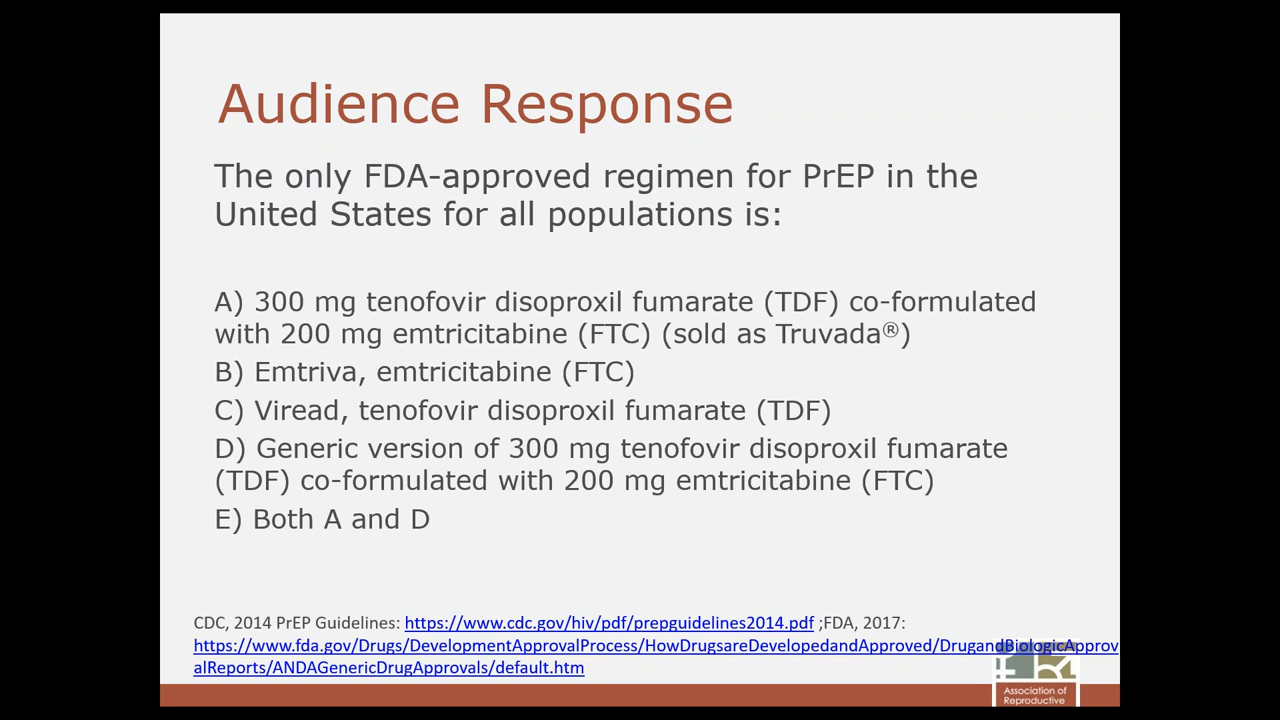 Audience Response
The only FDA-approved regimen for PrEP in the
United States for all populations is:
A) 300 mg tenofovir disoproxil fumarate (TDF) co-formulated
with 200 mg emtricitabine (FTC) (sold as Truvada®)
B) Emtriva, emtricitabine (FTC)
C) Viread, tenofovir disoproxil fumarate (TDF)
D) Generic version of 300 mg tenofovir disoproxil fumarate
(TDF) co-formulated with 200 mg emtricitabine (FTC)
E) Both A and D
CDC, 2014 PrEP Guidelines: https://www.cdc.gov/hiv/pdf/prepguidelines2014.pdf ;FDA, 2017:
https://www.fda.gov/Drugs/DevelopmentApprovalProcess/HowDrugsareDevelopedandApproved/DrugandBiologicApprov
alReports/ANDAGenericDrugApprovals/default.htm
Association of
Reproductive